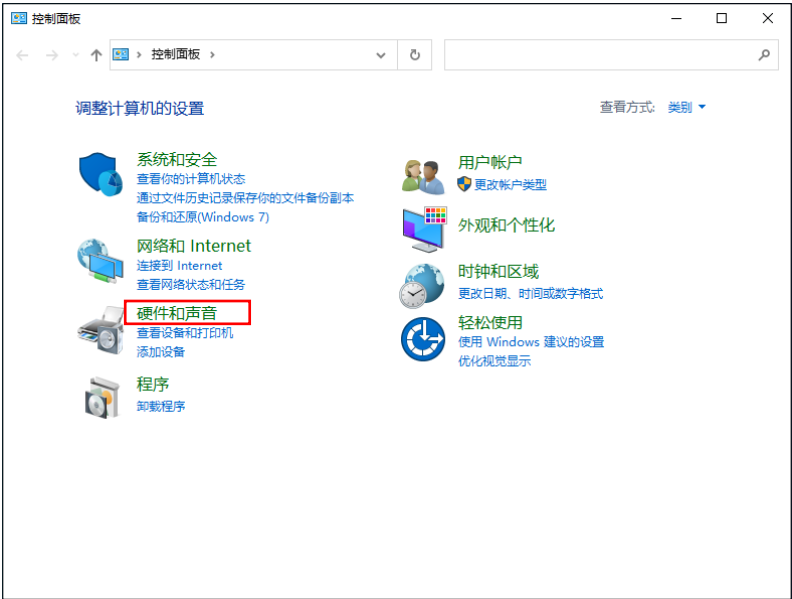 控制面板
控制面板
调整计算机的设置
查看方式: 类别
系统和安全
查看你的计算机状态
通过文件历史记录保存你的文件备份副本
备份和还原(Windows 7)
网络和 Internet
连接到 Internet
查看网络状态和任务
硬件和声音
查看设备和打印机
添加设备
程序
卸载程序
用户帐户
更改帐户类型
外观和个性化
时钟和区域
更改日期、时间或数字格式
轻松使用
使用 Windows 建议的设置
优化视觉显示